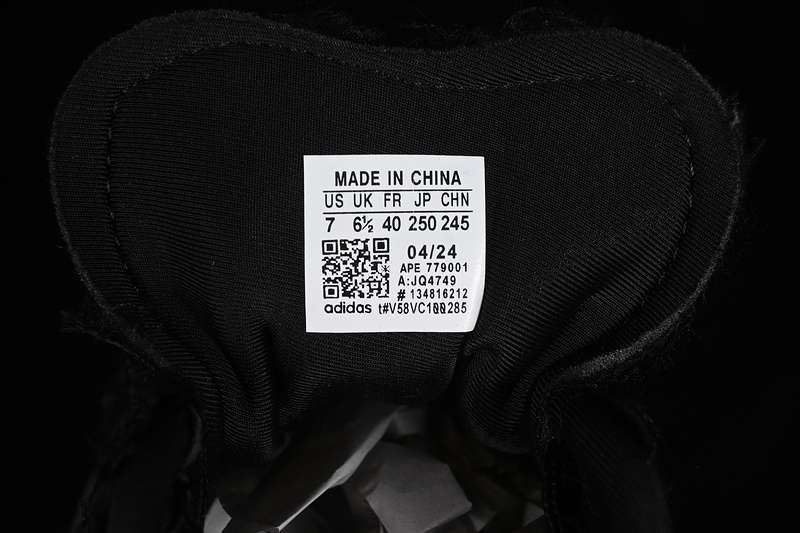 MADE IN CHINA
US UK FR JP CHN
7 6½ 40 250 245
04/24
APE 779001
A:JQ4749
# 134816212
adidas t#V58VC100285